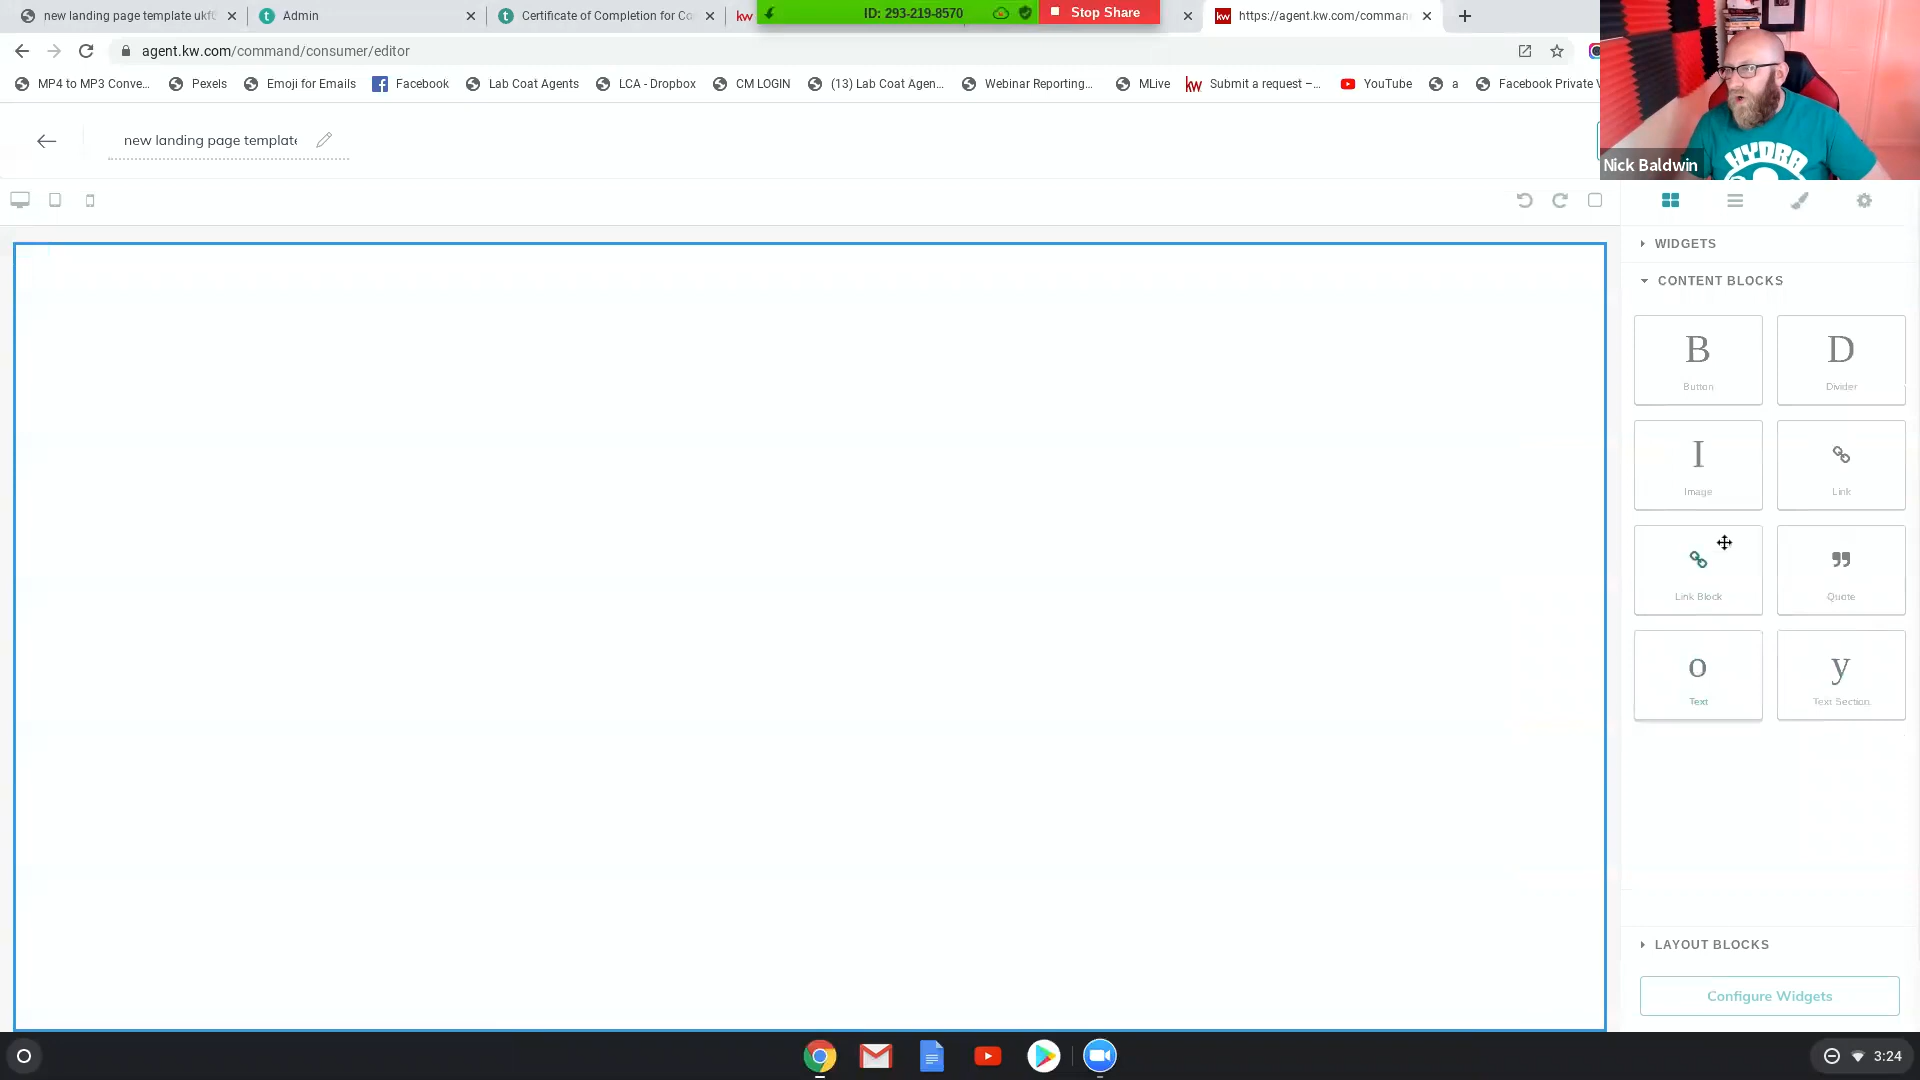 new landing page template ukf
Admin
Certificate of Completion for Co
kw
ID: 293-219-8570
Stop Share
kw
https://agent.kw.com/comman
agent.kw.com/command/consumer/editor
MP4 to MP3 Conve...
Pexels
Emoji for Emails
Facebook
Lab Coat Agents
LCA - Dropbox
CM LOGIN
(13) Lab Coat Agen...
Webinar Reporting...
MLive
kw
Submit a request –...
YouTube
a
Facebook Private V
new landing page template
HYDRA
Nick Baldwin
WIDGETS
CONTENT BLOCKS
B
Button
D
Divider
I
Image
Link
Link Block
Quote
o
Text
y
Text Section
LAYOUT BLOCKS
Configure Widgets
3:24